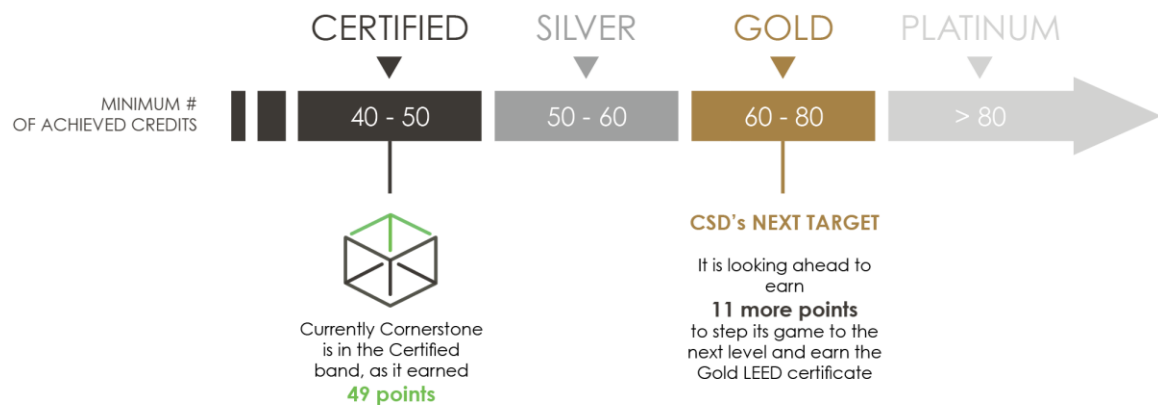 CERTIFIED
SILVER
GOLD
PLATINUM
MINIMUM #
OF ACHIEVED CREDITS
40 - 50
50 - 60
60 - 80
> 80
Currently Cornerstone
is in the Certified
band, as it earned
49 points
CSD's NEXT TARGET
It is looking ahead to
earn
11 more points
to step its game to the
next level and earn the
Gold LEED certificate